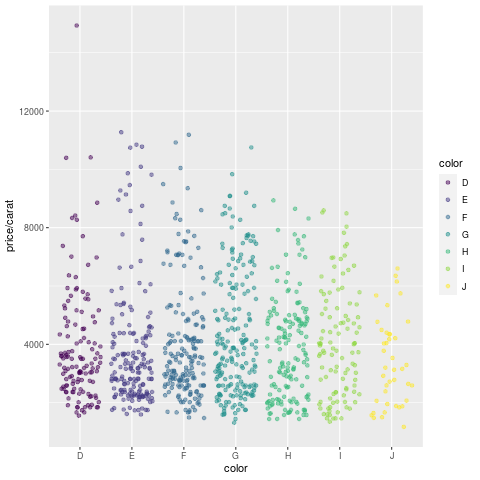 12000
8000
4000
price/carat
D E F G H I J
color
color
D
E
F
G
H
I
J